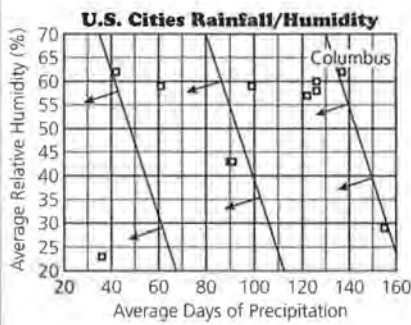 U.S. Cities Rainfall/Humidity
Average Relative Humidity (%)
70
65
60
55
50
45
40
35
30
25
20
Columbus
20 40 60 80 100 120 140 160
Average Days of Precipitation